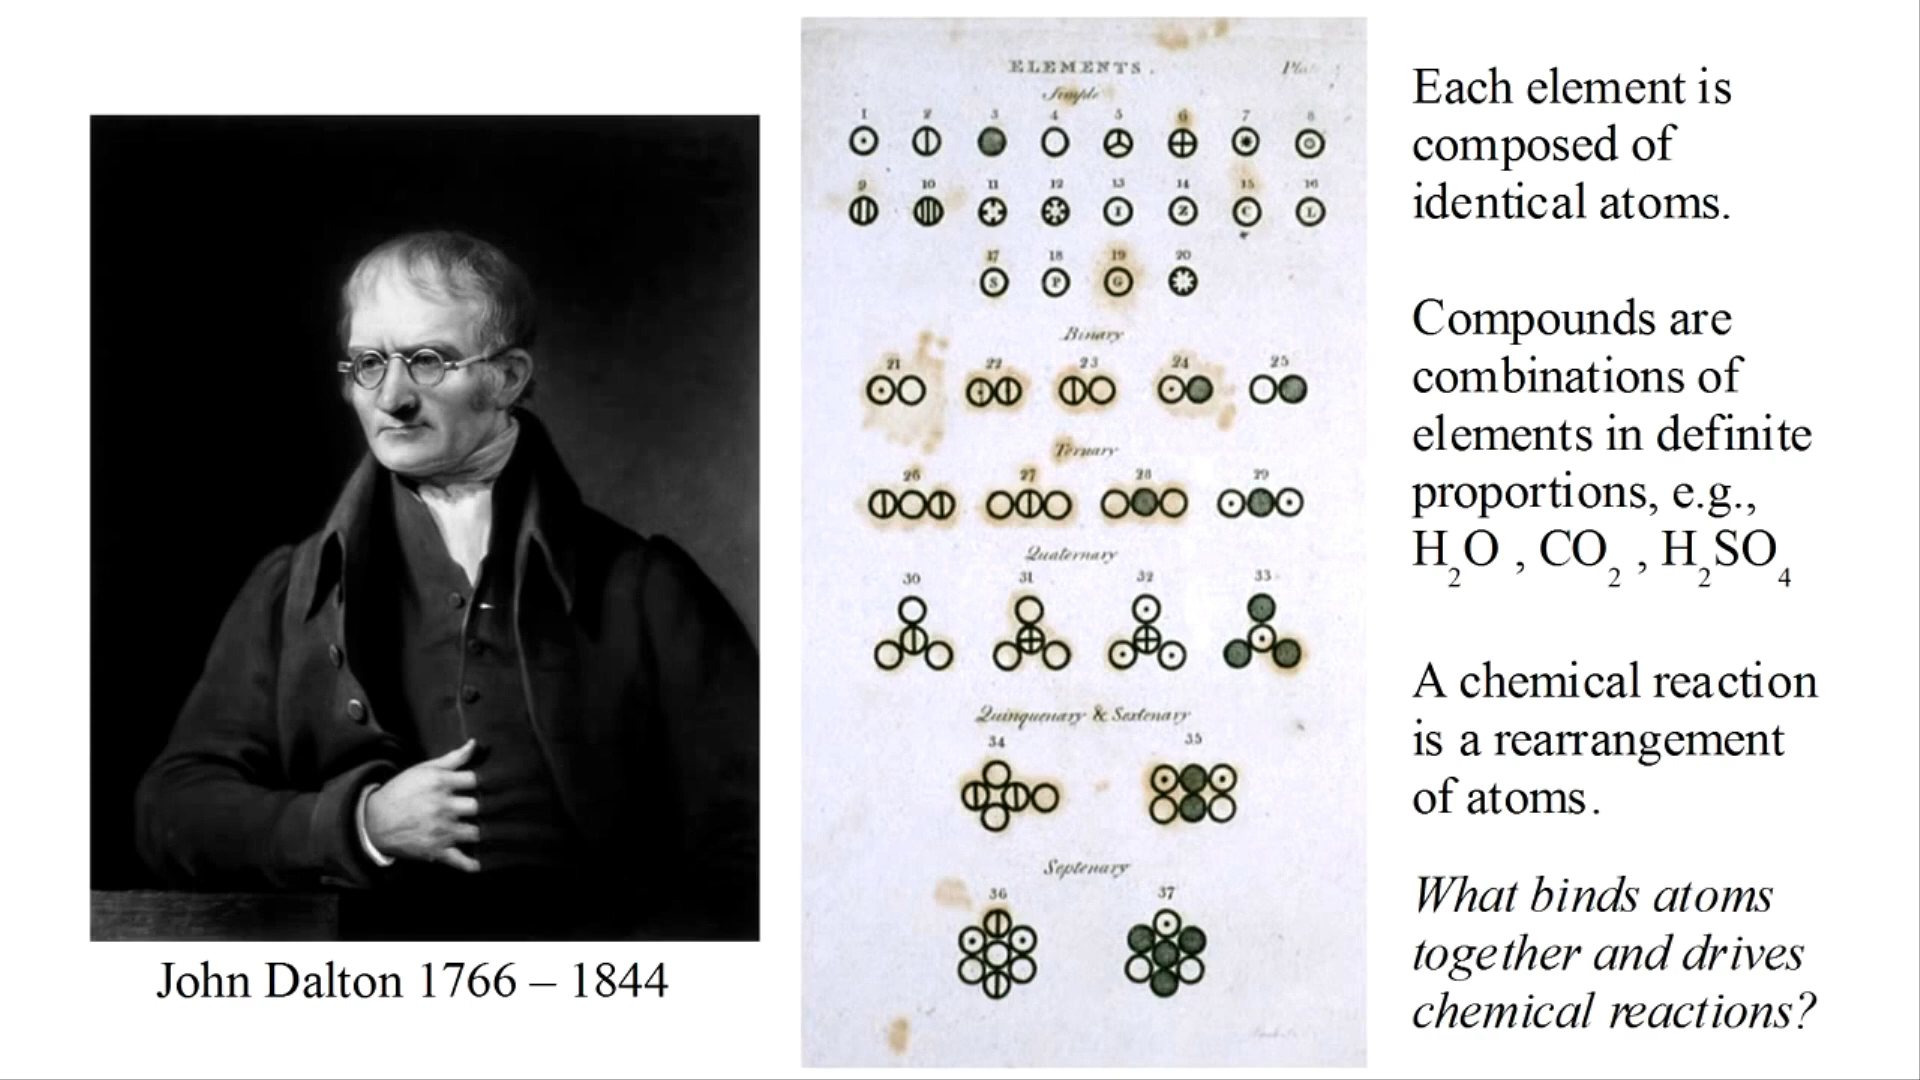 John Dalton 1766 – 1844
ELEMENTS.
Simple
1 2 3 4 5 6 7 8
9 10 11 12 13 14 15 16
I Z C L
17 18 19 20
S P G
Binary
21 22 23 24 25
Ternary
26 27 28 29
Quaternary
30 31 32 33
Quinquenary & Sextenary
34 35
Septenary
36 37
Each element is
composed of
identical atoms.
Compounds are
combinations of
elements in definite
proportions, e.g.,
H₂O , CO₂ , H₂SO₄
A chemical reaction
is a rearrangement
of atoms.
What binds atoms
together and drives
chemical reactions?